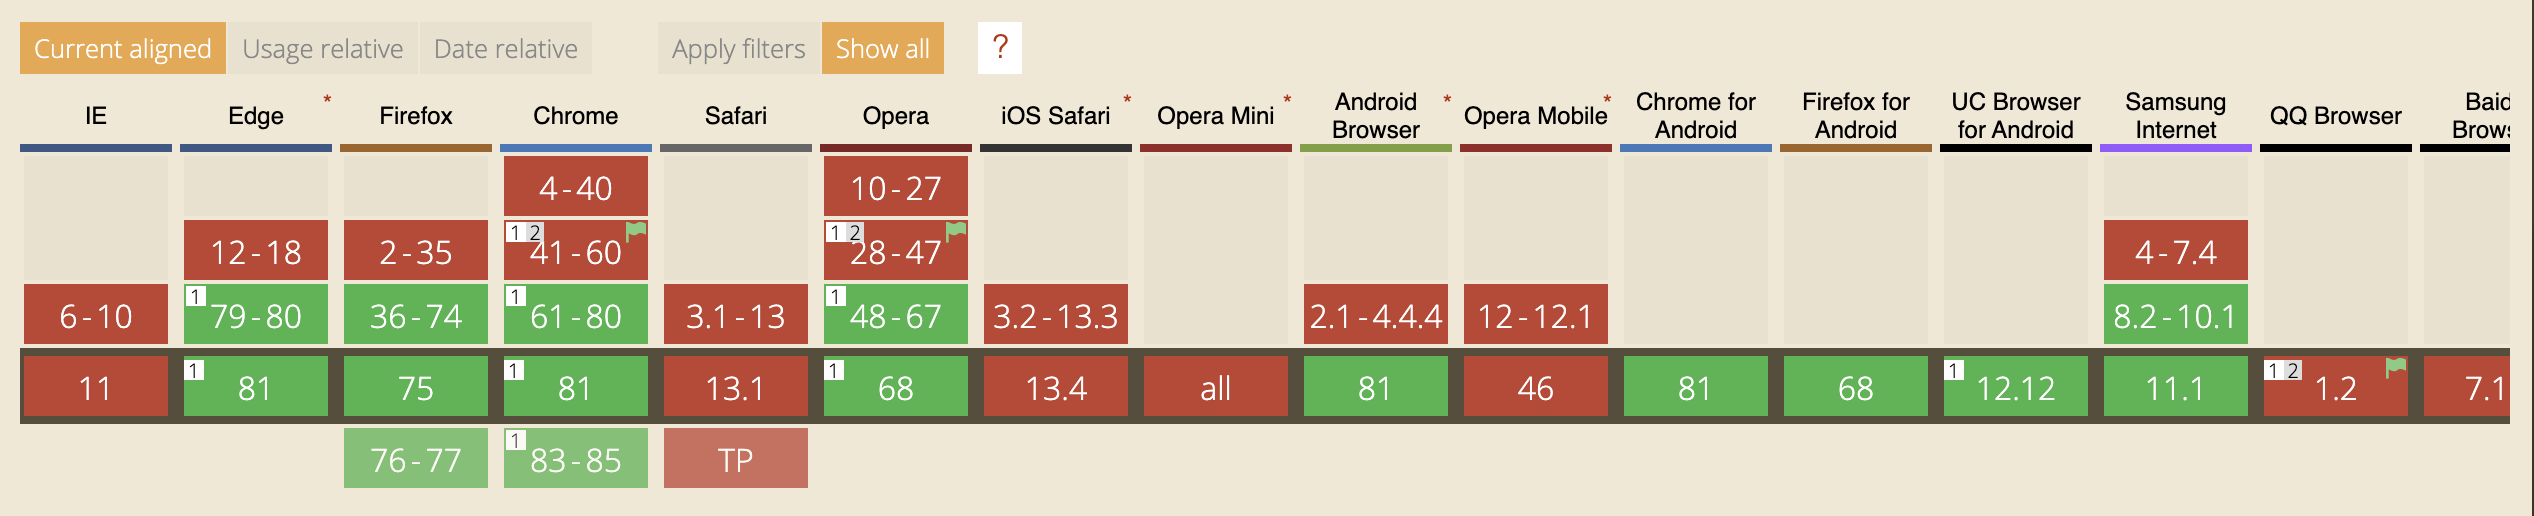 Current aligned Usage relative Date relative Apply filters Show all ?
IE Edge * Firefox Chrome Safari Opera iOS Safari * Opera Mini * Android Browser * Opera Mobile * Chrome for Android Firefox for Android UC Browser for Android Samsung Internet QQ Browser Baid Brows
4-40 10-27
12-18 2-35 1 2 41-60 1 2 28-47 4-7.4
6-10 1 79-80 36-74 1 61-80 3.1-13 1 48-67 3.2-13.3 2.1-4.4.4 12-12.1 8.2-10.1
11 1 81 75 1 81 13.1 1 68 13.4 all 81 46 81 68 1 12.12 11.1 1 2 1.2 7.1
76-77 1 83-85 TP